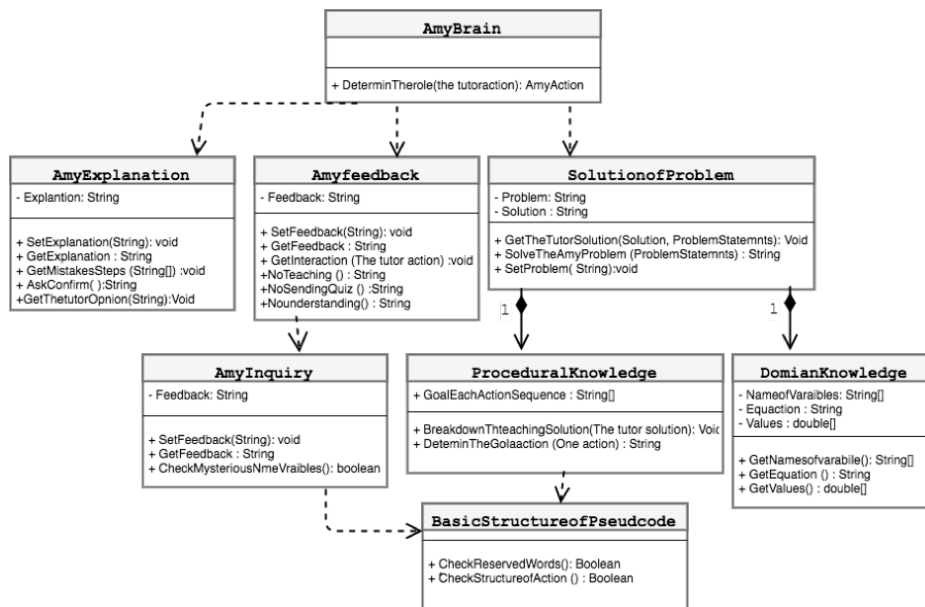 AmyBrain
+ DeterminTherole(the tutoraction): AmyAction
AmyExplanation
- Explantion: String
+ SetExplanation(String): void
+ GetExplanation : String
+ GetMistakesSteps (String[]) :void
+ AskConfirm( ):String
+GetThetutorOpnion(String):Void
Amyfeedback
- Feedback: String
+ SetFeedback(String): void
+ GetFeedback : String
+ GetInteraction (The tutor action) :void
+NoTeaching () : String
+NoSendingQuiz () :String
+Nounderstanding() : String
SolutionofProblem
- Problem: String
- Solution : String
+ GetTheTutorSolution(Solution, ProblemStatemnts): Void
+ SolveTheAmyProblem (ProblemStatemnts) : String
+ SetProblem( String):void
1
1
AmyInquiry
- Feedback: String
+ SetFeedback(String): void
+ GetFeedback : String
+ CheckMysteriousNmeVraibles(): boolean
ProceduralKnowledge
+ GoalEachActionSequence : String[]
+ BreakdownThteachingSolution(The tutor solution): Void
+ DeteminTheGolaaction (One action) : String
DomianKnowledge
- NameofVaraibles: String[]
- Equaction : String
- Values : double[]
+ GetNamesofvarabile(): String[]
+ GetEquation () : String
+ GetValues() : double[]
BasicStructureofPseudcode
+ CheckReservedWords(): Boolean
+ CheckStructureofAction () : Boolean